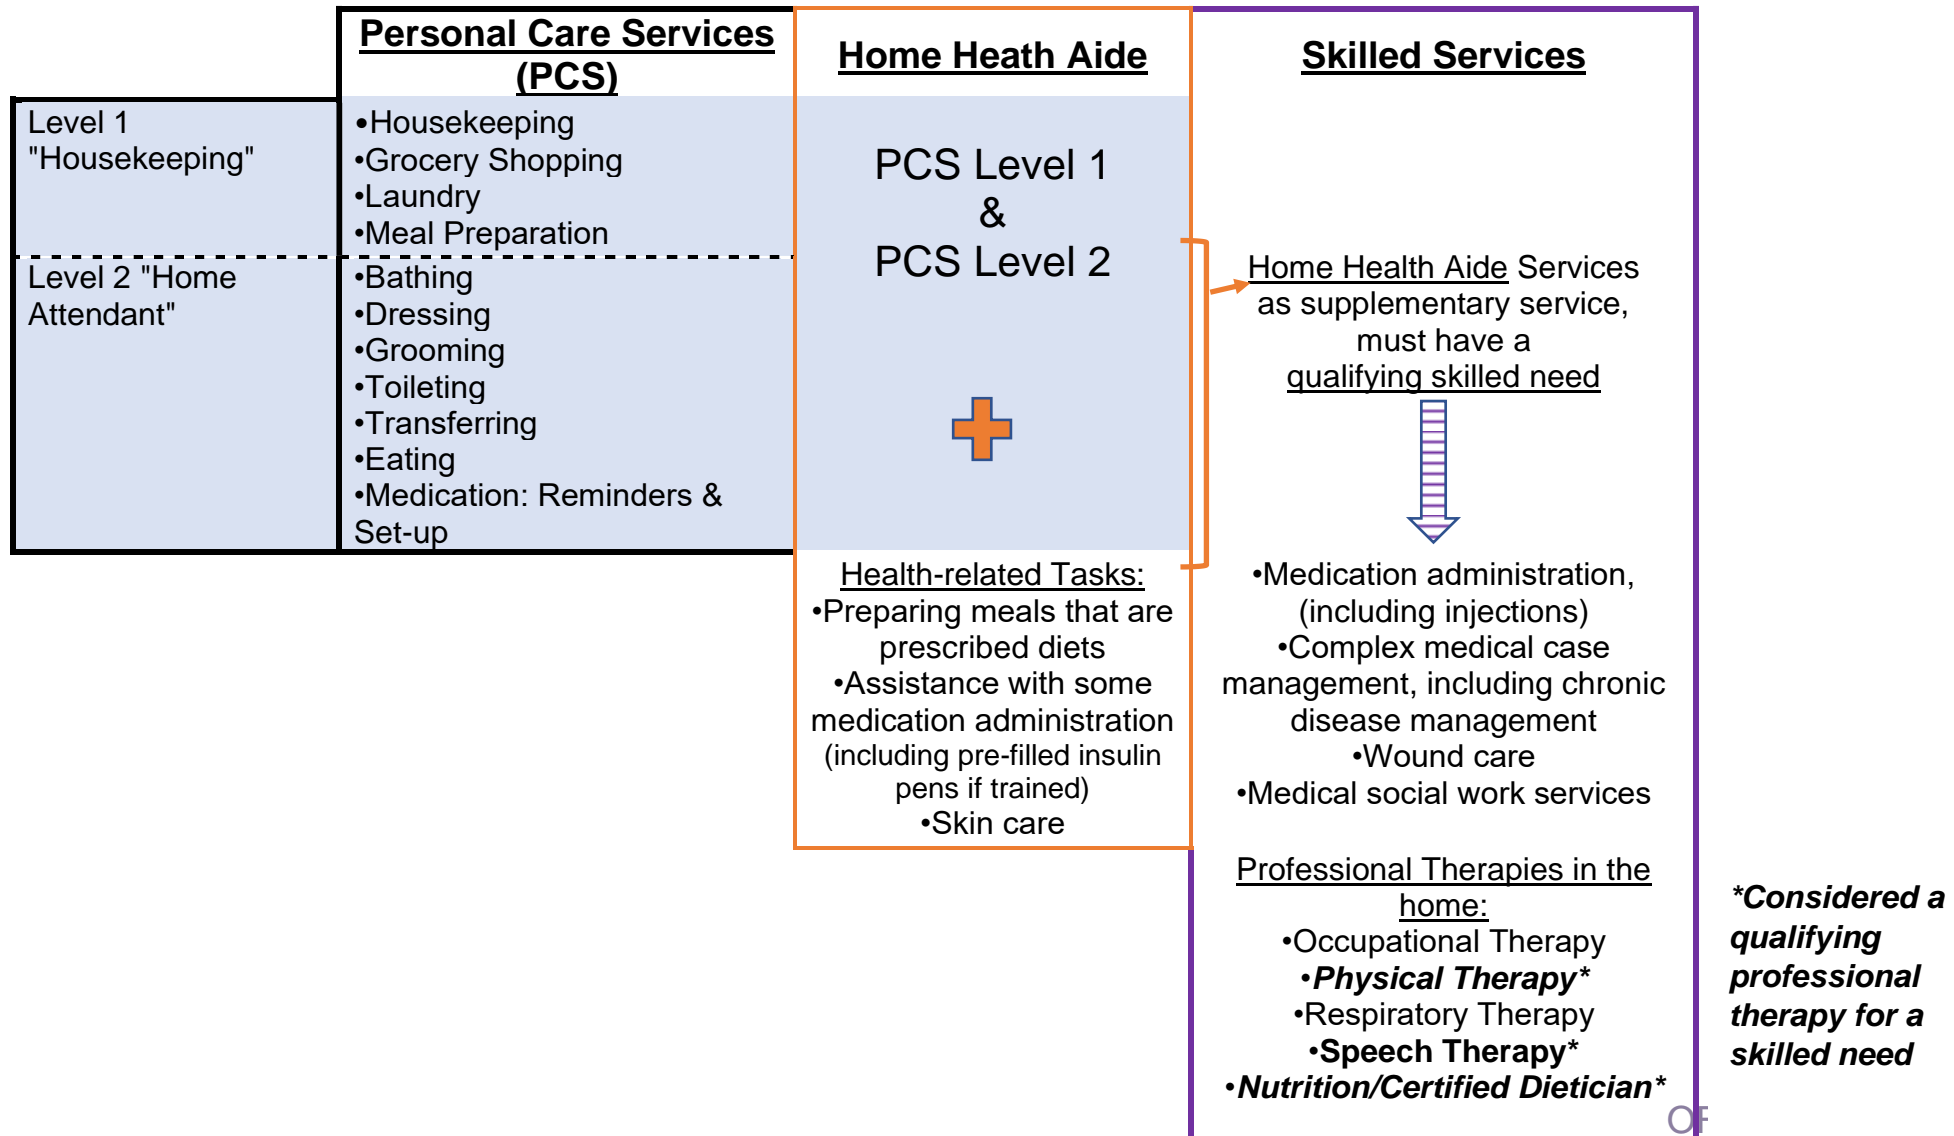 Personal Care Services
(PCS)
Home Heath Aide
Skilled Services
Level 1
"Housekeeping"
•Housekeeping
•Grocery Shopping
•Laundry
•Meal Preparation
Level 2 "Home
Attendant"
•Bathing
•Dressing
•Grooming
•Toileting
•Transferring
•Eating
•Medication: Reminders &
Set-up
PCS Level 1
&
PCS Level 2
Health-related Tasks:
•Preparing meals that are
prescribed diets
•Assistance with some
medication administration
(including pre-filled insulin
pens if trained)
•Skin care
Home Health Aide Services
as supplementary service,
must have a
qualifying skilled need
•Medication administration,
(including injections)
•Complex medical case
management, including chronic
disease management
•Wound care
•Medical social work services
Professional Therapies in the
home:
•Occupational Therapy
•Physical Therapy*
•Respiratory Therapy
•Speech Therapy*
•Nutrition/Certified Dietician*
*Considered a
qualifying
professional
therapy for a
skilled need